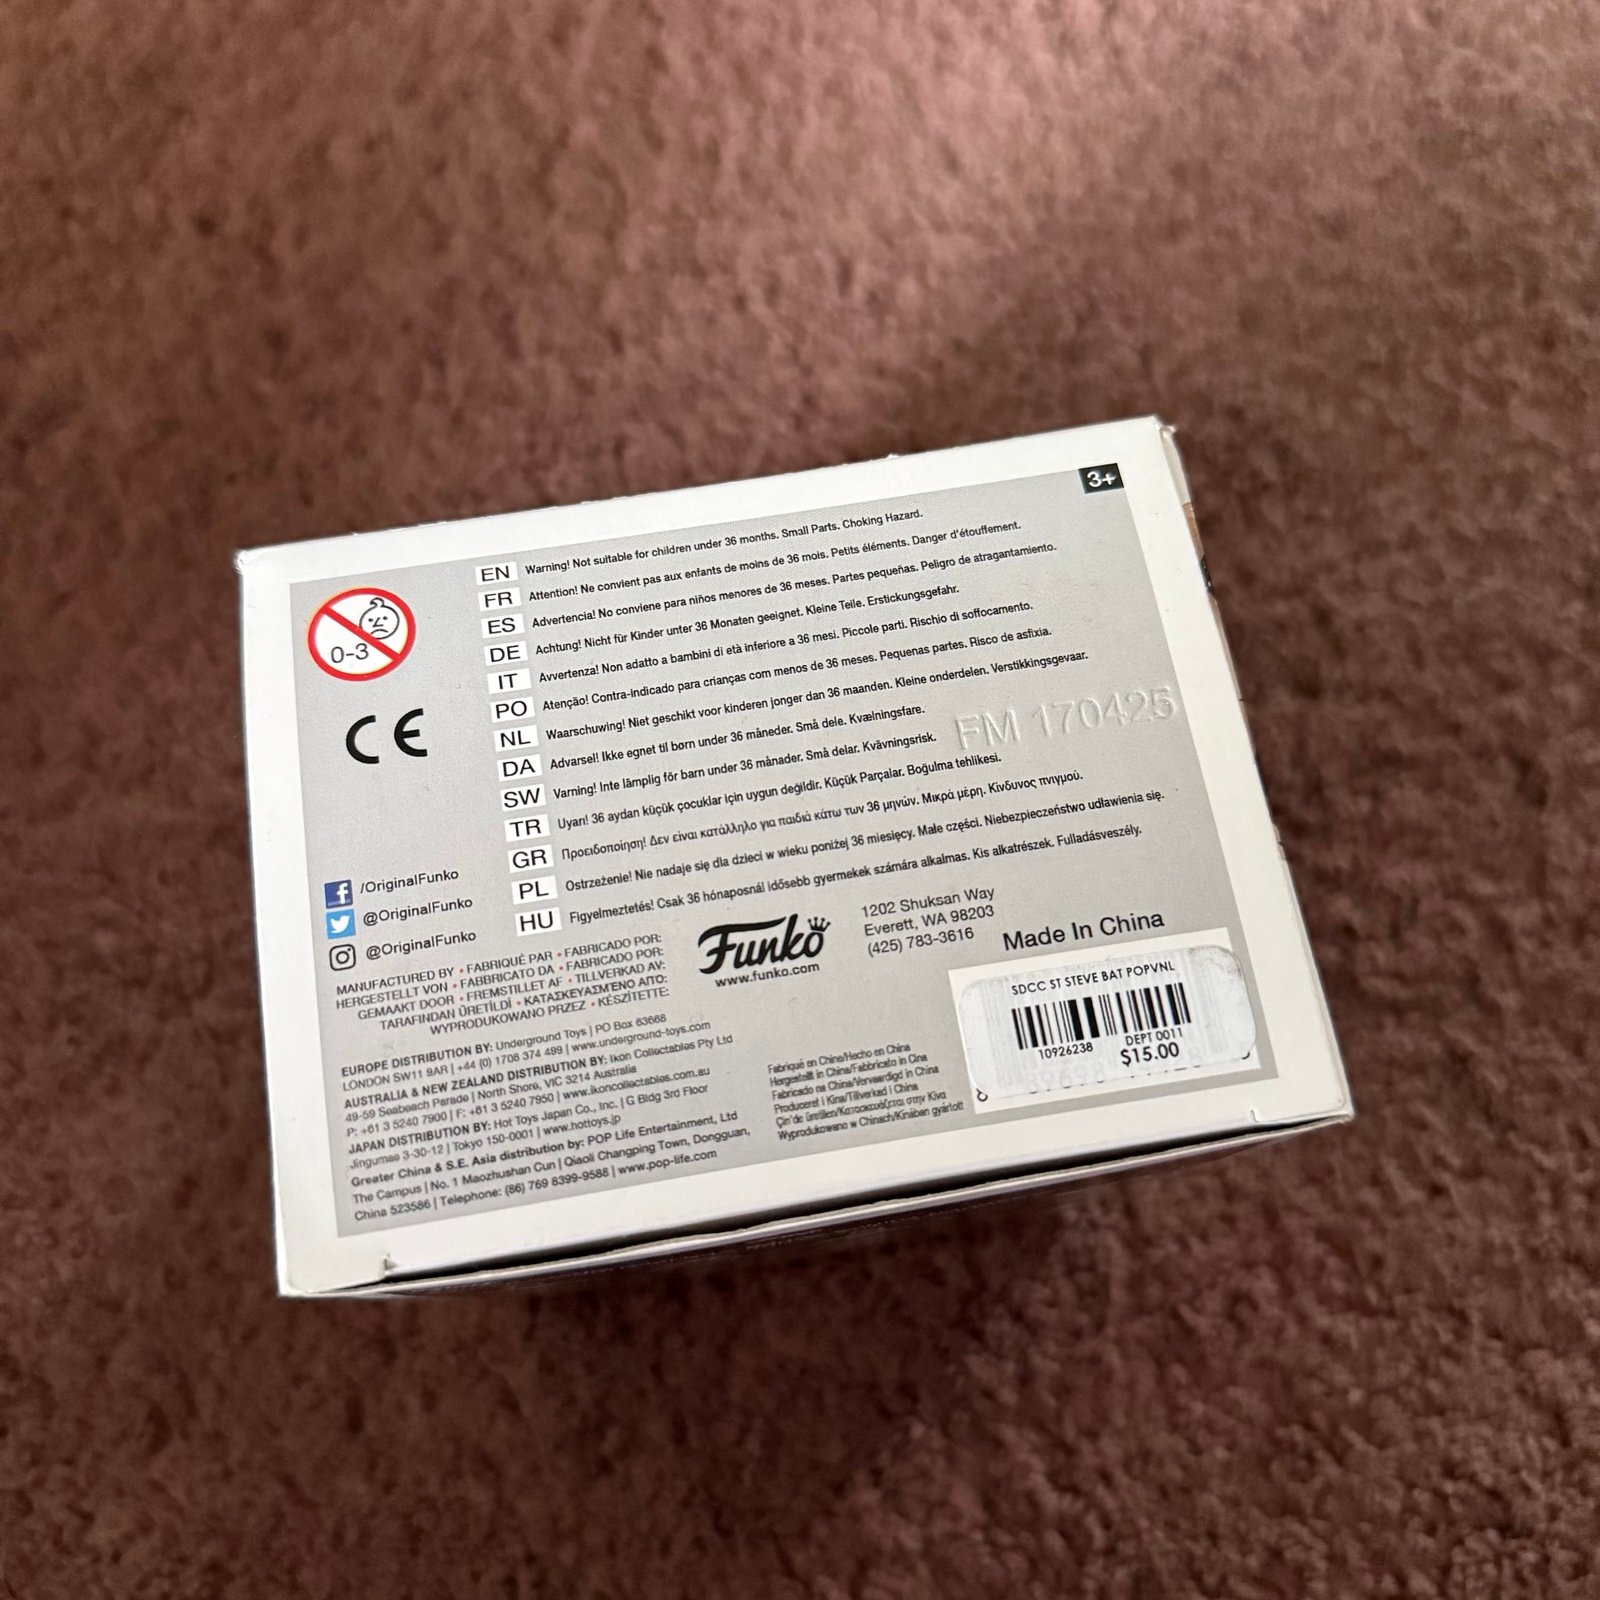 3+
EN Warning! Not suitable for children under 36 months. Small Parts. Choking Hazard.
FR Attention! Ne convient pas aux enfants de moins de 36 mois. Petits éléments. Danger d'étouffement.
ES Advertencia! No conviene para niños menores de 36 meses. Partes pequeñas. Peligro de atragantamiento.
DE Achtung! Nicht für Kinder unter 36 Monaten geeignet. Kleine Teile. Erstickungsgefahr.
IT Avvertenza! Non adatto a bambini di età inferiore a 36 mesi. Piccole parti. Rischio di soffocamento.
PO Atenção! Contra-indicado para crianças com menos de 36 meses. Pequenas partes. Risco de asfixia.
NL Waarschuwing! Niet geschikt voor kinderen jonger dan 36 maanden. Kleine onderdelen. Verstikkingsgevaar.
DA Advarsel! Ikke egnet til børn under 36 måneder. Små dele. Kvælningsfare.
SW Varning! Inte lämplig för barn under 36 månader. Små delar. Kvävningsrisk.
TR Uyan! 36 aydan küçük çocuklar için uygun değildir. Küçük Parçalar. Boğulma tehlikesi.
GR Προειδοποίηση! Δεν είναι κατάλληλο για παιδιά κάτω των 36 μηνών. Μικρά μέρη. Κίνδυνος πνιγμού.
PL Ostrzeżenie! Nie nadaje się dla dzieci w wieku poniżej 36 miesięcy. Małe części. Niebezpieczeństwo udławienia się.
HU Figyelmeztetés! Csak 36 hónaposnál idősebb gyermekek számára alkalmas. Kis alkatrészek. Fulladásveszély.
0-3
CE
FM 170425
/OriginalFunko
@OriginalFunko
@OriginalFunko
MANUFACTURED BY • FABRIQUÉ PAR • FABRICADO POR:
HERGESTELLT VON • FABBRICATO DA • FABRICADO POR:
GEMAAKT DOOR • FREMSTILLET AF • TILLVERKAD AV:
TARAFINDAN ÜRETİLDİ • ΚΑΤΑΣΚΕΥΑΣΜΈΝΟ ΑΠΌ:
WYPRODUKOWANO PRZEZ • KÉSZÍTETTE:
Funko
www.funko.com
1202 Shuksan Way
Everett, WA 98203
(425) 783-3616
Made In China
EUROPE DISTRIBUTION BY: Underground Toys | PO Box 63668
LONDON SW11 9AR | +44 (0) 1708 374 499 | www.underground-toys.com
AUSTRALIA & NEW ZEALAND DISTRIBUTION BY: Ikon Collectables Pty Ltd
49-59 Seabeach Parade | North Shore, VIC 3214 Australia
P: +61 3 5240 7900 | F: +61 3 5240 7950 | www.ikoncollectables.com.au
JAPAN DISTRIBUTION BY: Hot Toys Japan Co., Inc. | G Bldg 3rd Floor
Jingumae 3-30-12 | Tokyo 150-0001 | www.hottoys.jp
Greater China & S.E. Asia distribution by: POP Life Entertainment, Ltd
The Campus | No. 1 Maozhushan Cun | Qiaoli Changping Town, Dongguan,
China 523586 | Telephone: (86) 769 8399-9588 | www.pop-life.com
Fabriqué en Chine/Hecho en China
Hergestellt in China/Fabbricato in Cina
Fabricado na China/Vervaardigd in China
Produceret i Kina/Tillverkad i China
Çin'de üretilen/Κατασκευάζεται στην Κίνα
Wyprodukowano w Chinach/Kínában gyártott
SDCC ST STEVE BAT POPVNL
10926238
DEPT 0011
$15.00